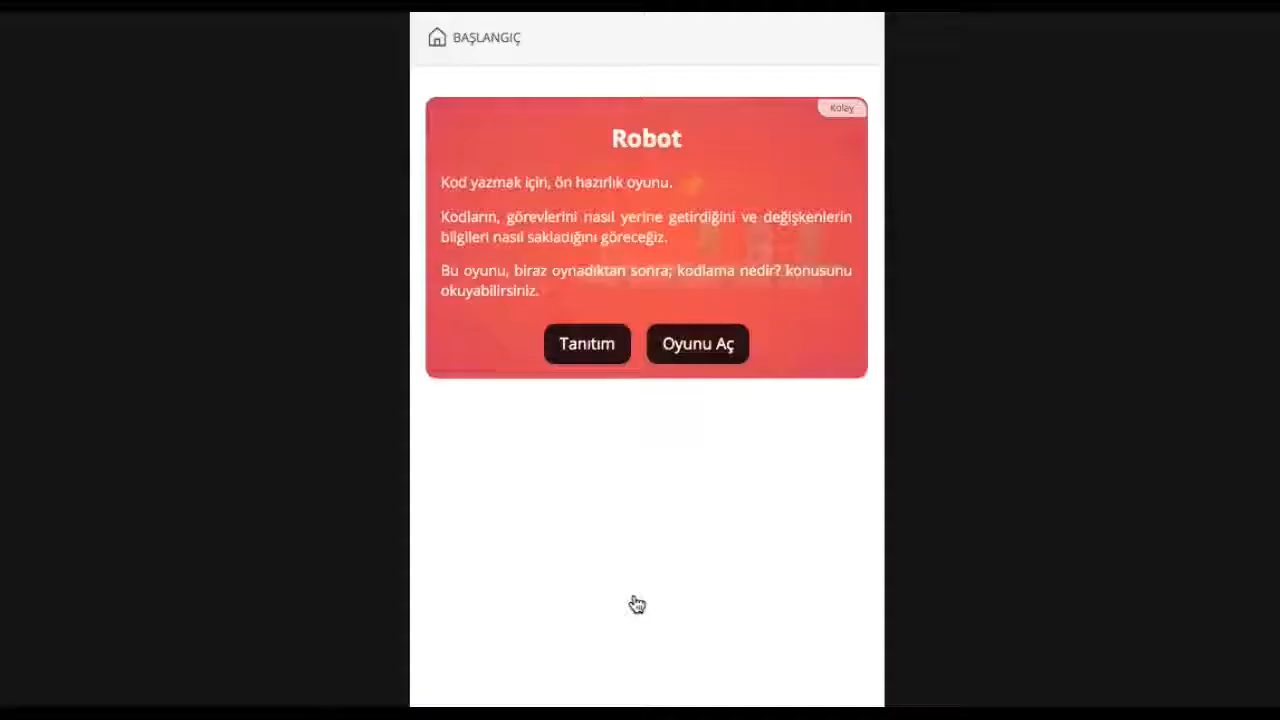 BAŞLANGIÇ
Kolay
Robot
Kod yazmak için, ön hazırlık oyunu.
Kodların, görevlerini nasıl yerine getirdiğini ve değişkenlerin
bilgileri nasıl sakladığını göreceğiz.
Bu oyunu, biraz oynadıktan sonra; kodlama nedir? konusunu
okuyabilirsiniz.
Tanıtım
Oyunu Aç